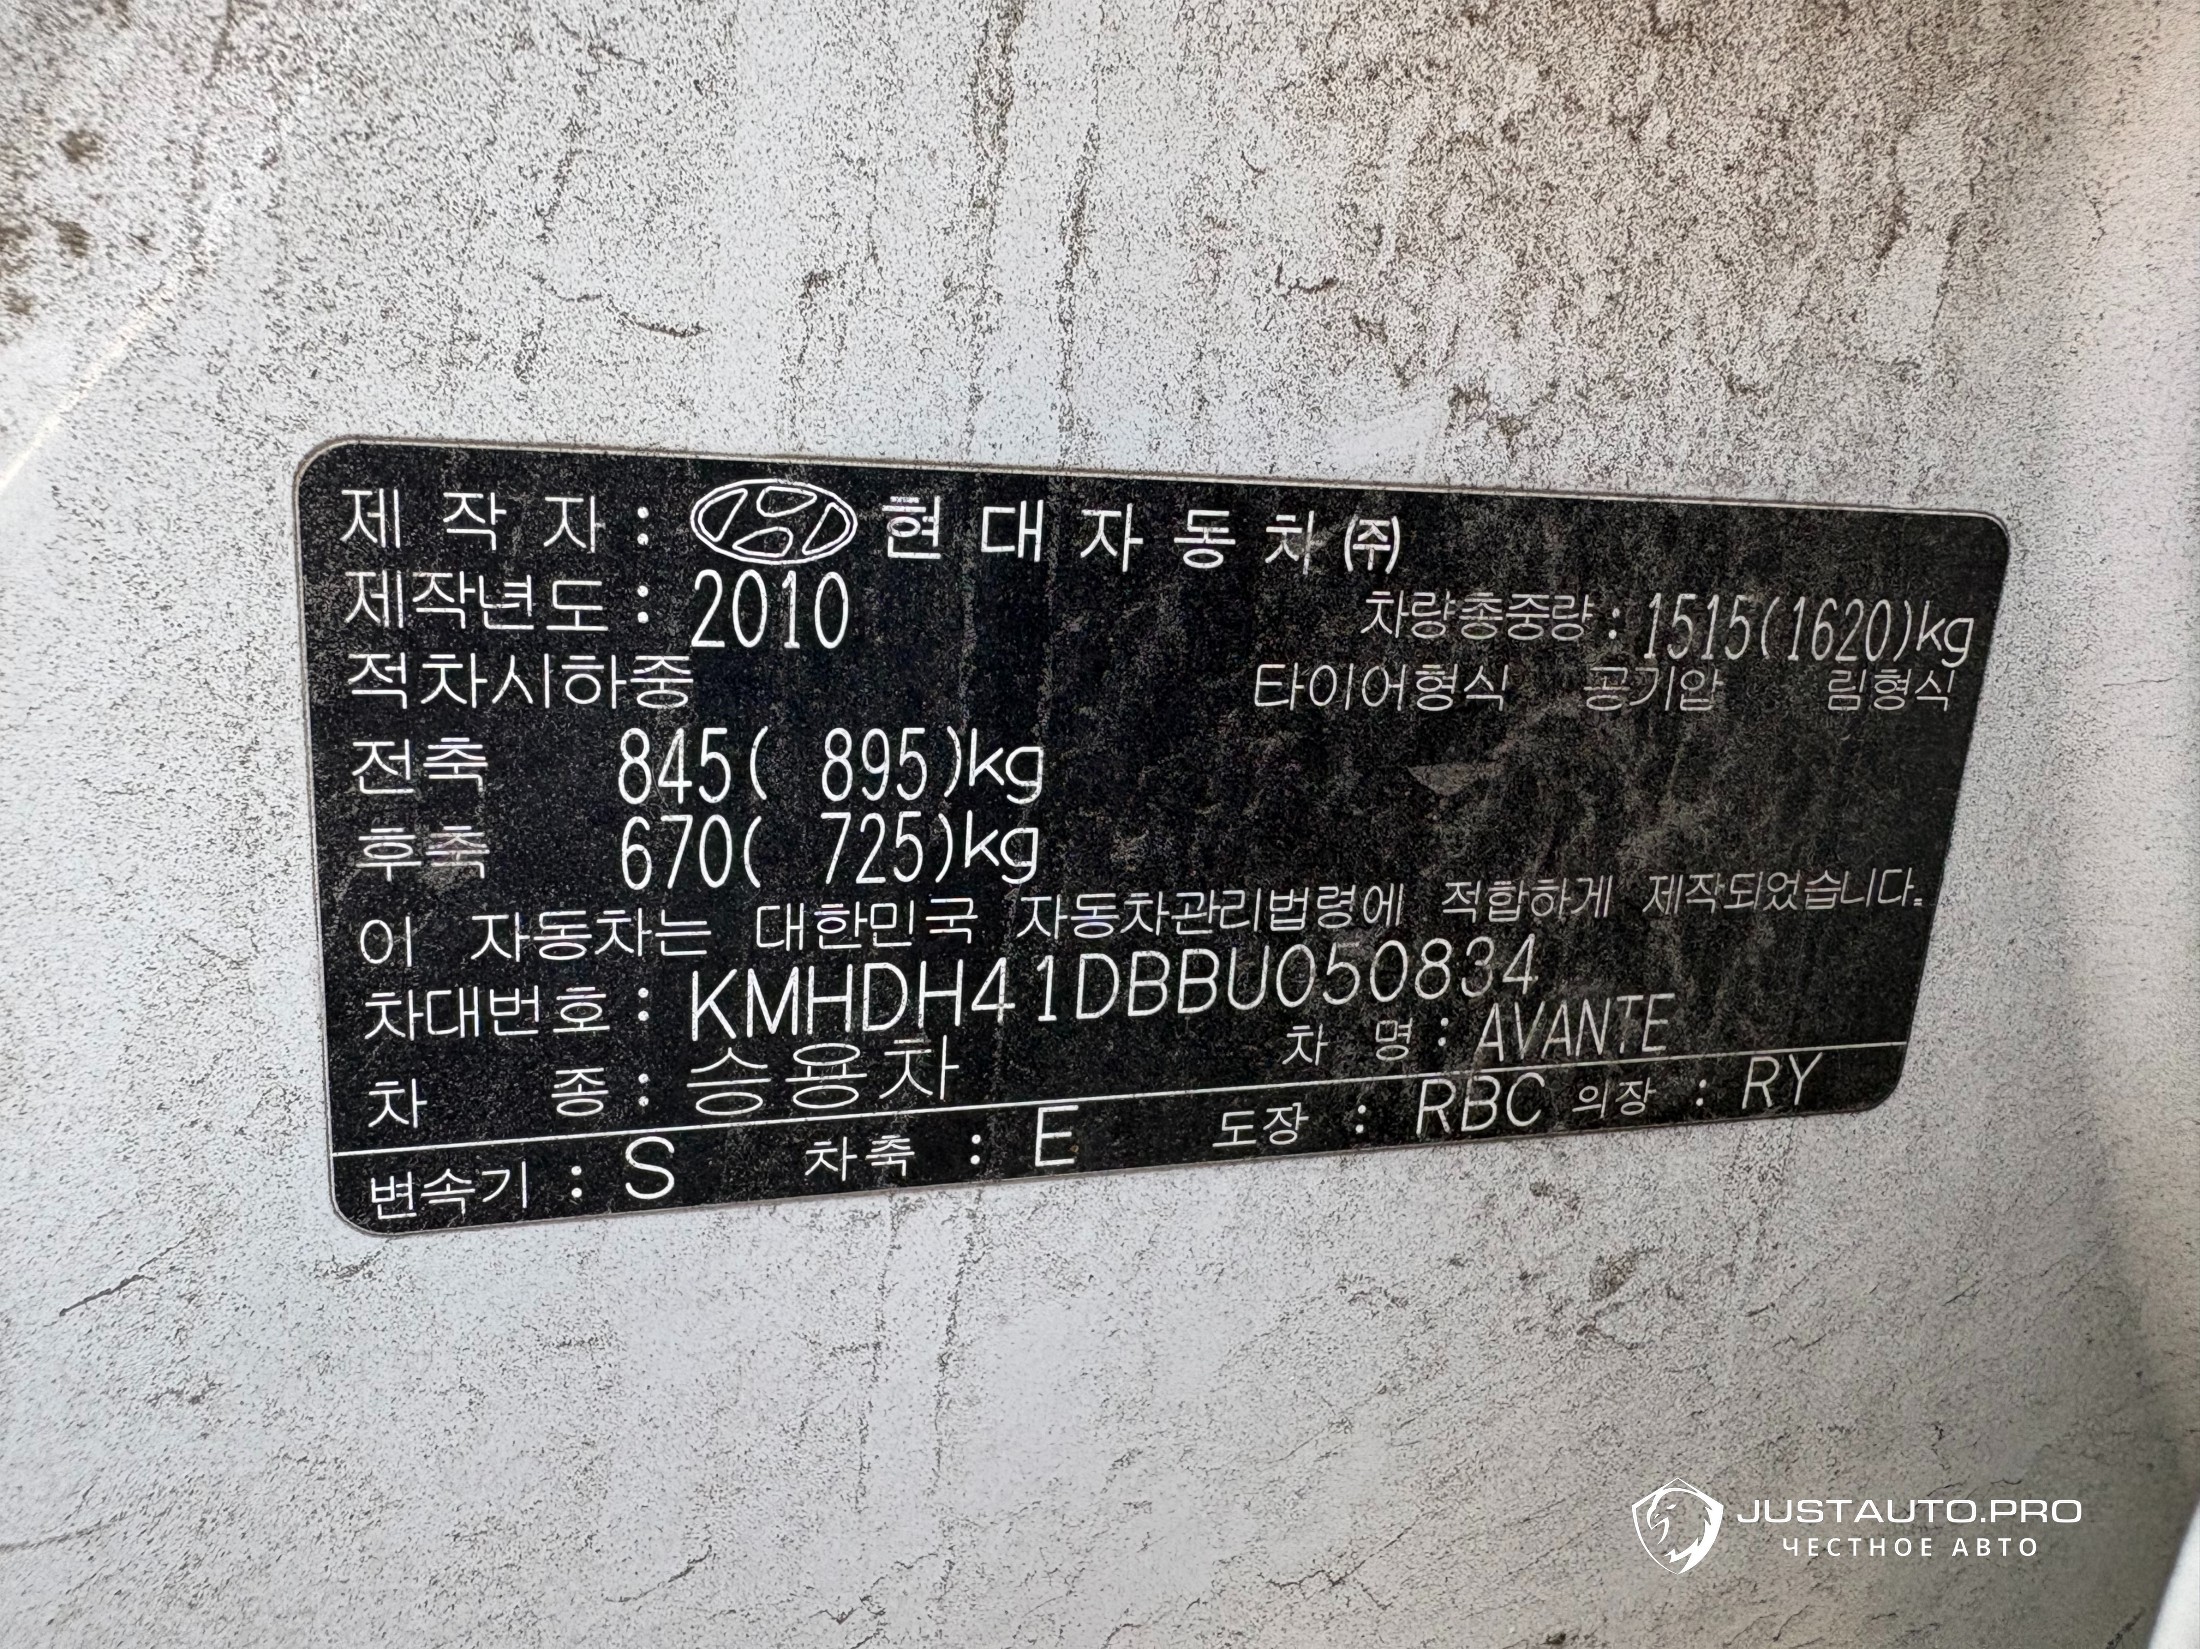 제 작 자 : 현 대 자 동 차 ㈜
제작년도 : 2010 차량총중량 : 1515(1620)kg
적차시하중 타이어형식 공기압 림형식
전축 845( 895)kg
후축 670( 725)kg
이 자동차는 대한민국 자동차관리법령에 적합하게 제작되었습니다.
차대번호 : KMHDH41DBBU050834
차 종 : 승용차 차 명 : AVANTE
변속기 : S 차축 : E 도장 : RBC 의장 : RY
JUSTAUTO.PRO
ЧЕСТНОЕ АВТО